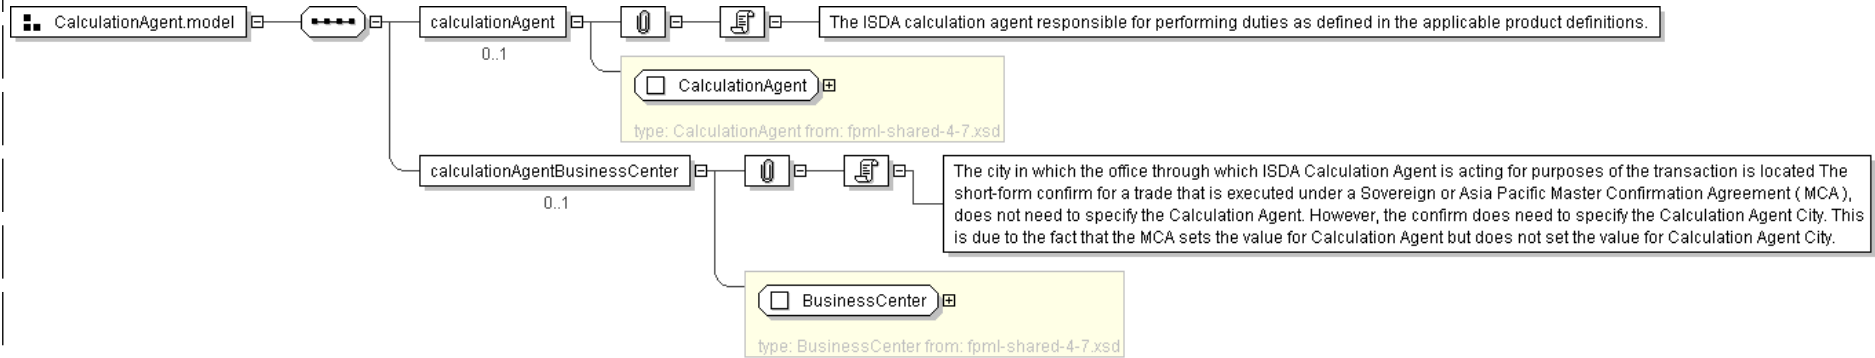 CalculationAgent.model
calculationAgent
0..1
The ISDA calculation agent responsible for performing duties as defined in the applicable product definitions.
CalculationAgent
type: CalculationAgent from: fpml-shared-4-7.xsd
calculationAgentBusinessCenter
0..1
The city in which the office through which ISDA Calculation Agent is acting for purposes of the transaction is located The
short-form confirm for a trade that is executed under a Sovereign or Asia Pacific Master Confirmation Agreement ( MCA ),
does not need to specify the Calculation Agent. However, the confirm does need to specify the Calculation Agent City. This
is due to the fact that the MCA sets the value for Calculation Agent but does not set the value for Calculation Agent City.
BusinessCenter
type: BusinessCenter from: fpml-shared-4-7.xsd